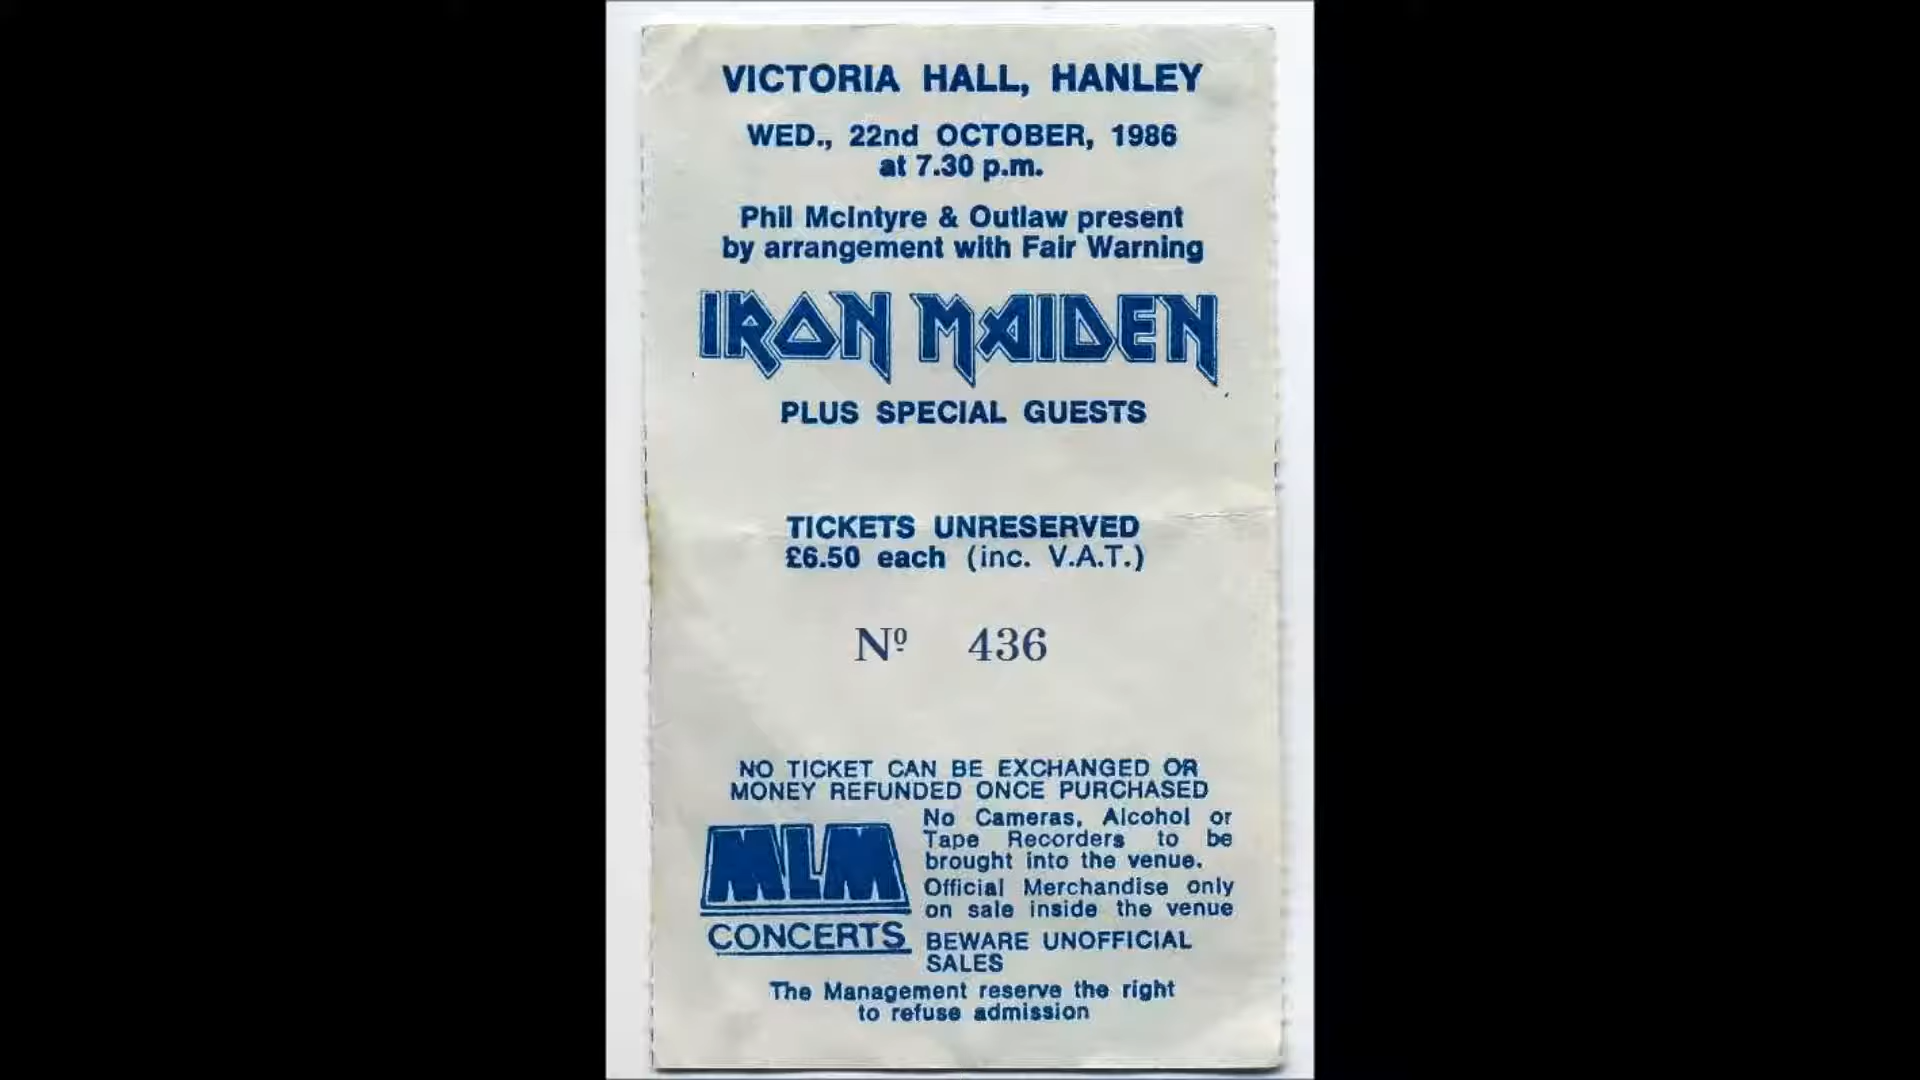 VICTORIA HALL, HANLEY
WED., 22nd OCTOBER, 1986
at 7.30 p.m.
Phil McIntyre & Outlaw present
by arrangement with Fair Warning
IRON MAIDEN
PLUS SPECIAL GUESTS
TICKETS UNRESERVED
£6.50 each (inc. V.A.T.)
Nº 436
NO TICKET CAN BE EXCHANGED OR
MONEY REFUNDED ONCE PURCHASED
MLM
CONCERTS
No Cameras, Alcohol or
Tape Recorders to be
brought into the venue.
Official Merchandise only
on sale inside the venue
BEWARE UNOFFICIAL
SALES
The Management reserve the right
to refuse admission